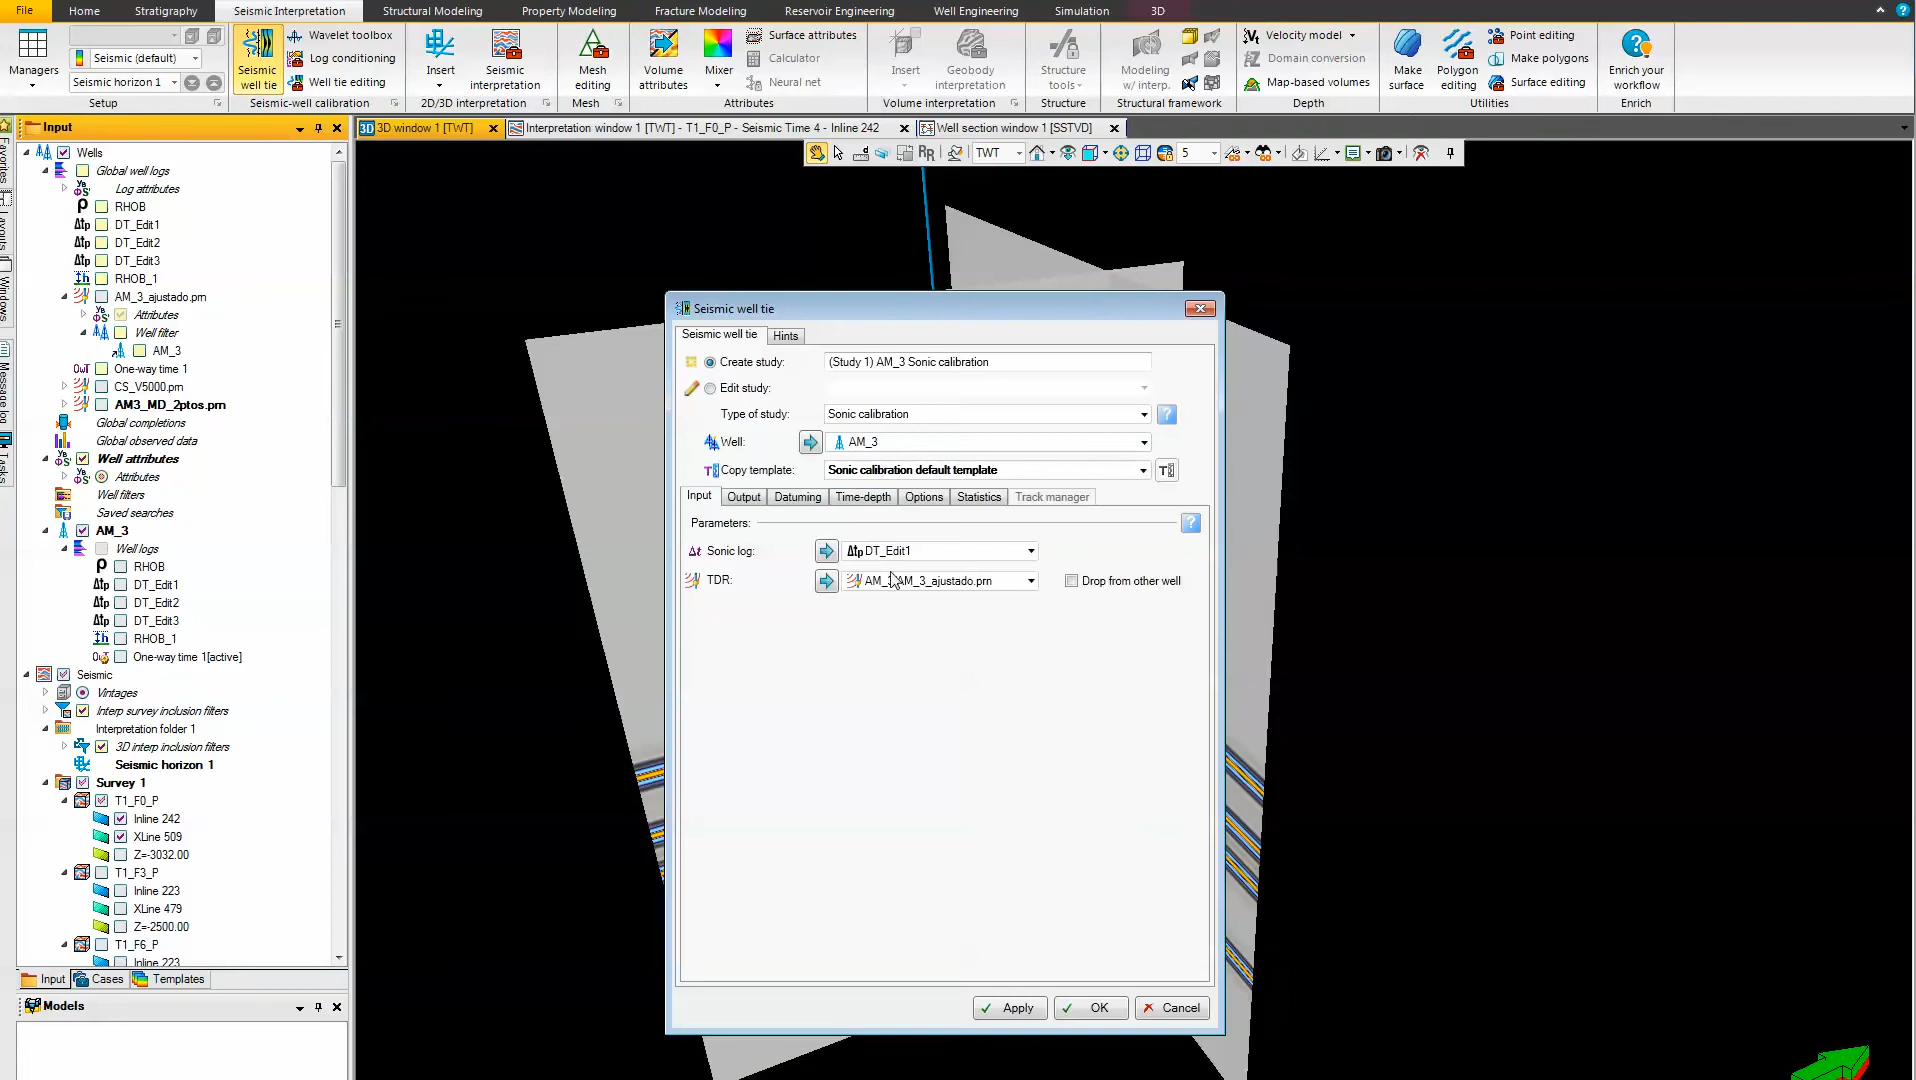 File Home Stratigraphy Seismic Interpretation Structural Modeling Property Modeling Fracture Modeling Reservoir Engineering Well Engineering Simulation 3D
Managers
Seismic (default)
Seismic horizon 1
Setup
Seismic well tie
Wavelet toolbox
Log conditioning
Well tie editing
Seismic-well calibration
Insert
Seismic interpretation
2D/3D interpretation
Mesh editing
Mesh
Volume attributes
Mixer
Surface attributes
Calculator
Neural net
Attributes
Insert
Geobody interpretation
Volume interpretation
Structure tools
Structure
Modeling w/ interp.
Structural framework
Velocity model
Domain conversion
Map-based volumes
Depth
Make surface
Polygon editing
Point editing
Make polygons
Surface editing
Utilities
Enrich your workflow
Enrich
Favorites
Layouts
Windows
Message log
Tasks
Input
3D window 1 [TWT]
Interpretation window 1 [TWT] - T1_F0_P - Seismic Time 4 - Inline 242
Well section window 1 [SSTVD]
TWT
5
Wells
Global well logs
Log attributes
RHOB
DT_Edit1
DT_Edit2
DT_Edit3
RHOB_1
AM_3_ajustado.prn
Attributes
Well filter
AM_3
One-way time 1
CS_V5000.prn
AM3_MD_2ptos.prn
Global completions
Global observed data
Well attributes
Attributes
Well filters
Saved searches
AM_3
Well logs
RHOB
DT_Edit1
DT_Edit2
DT_Edit3
RHOB_1
One-way time 1[active]
Seismic
Vintages
Interp survey inclusion filters
Interpretation folder 1
3D interp inclusion filters
Seismic horizon 1
Survey 1
T1_F0_P
Inline 242
XLine 509
Z=-3032.00
T1_F3_P
Inline 223
XLine 479
Z=-2500.00
T1_F6_P
Inline 223
Input Cases Templates
Models
Seismic well tie
Seismic well tie Hints
Create study: (Study 1) AM_3 Sonic calibration
Edit study:
Type of study: Sonic calibration
Well: AM_3
Copy template: Sonic calibration default template
Input Output Datuming Time-depth Options Statistics Track manager
Parameters:
Sonic log: DT_Edit1
TDR: AM_3 AM_3_ajustado.prn Drop from other well
Apply OK Cancel